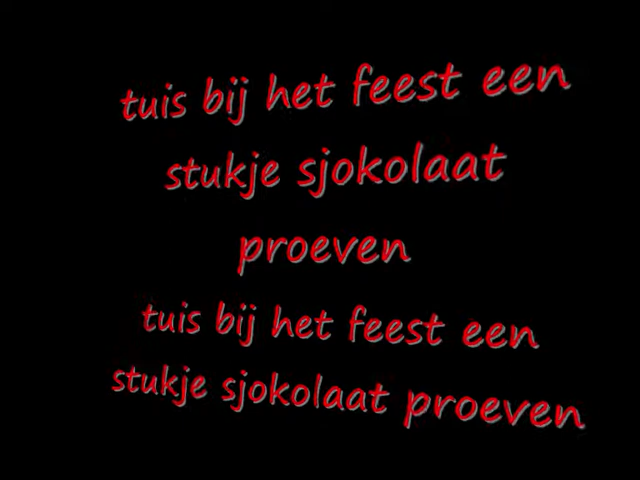 tuis bij het feest een
stukje sjokolaat
proeven
tuis bij het feest een
stukje sjokolaat proeven